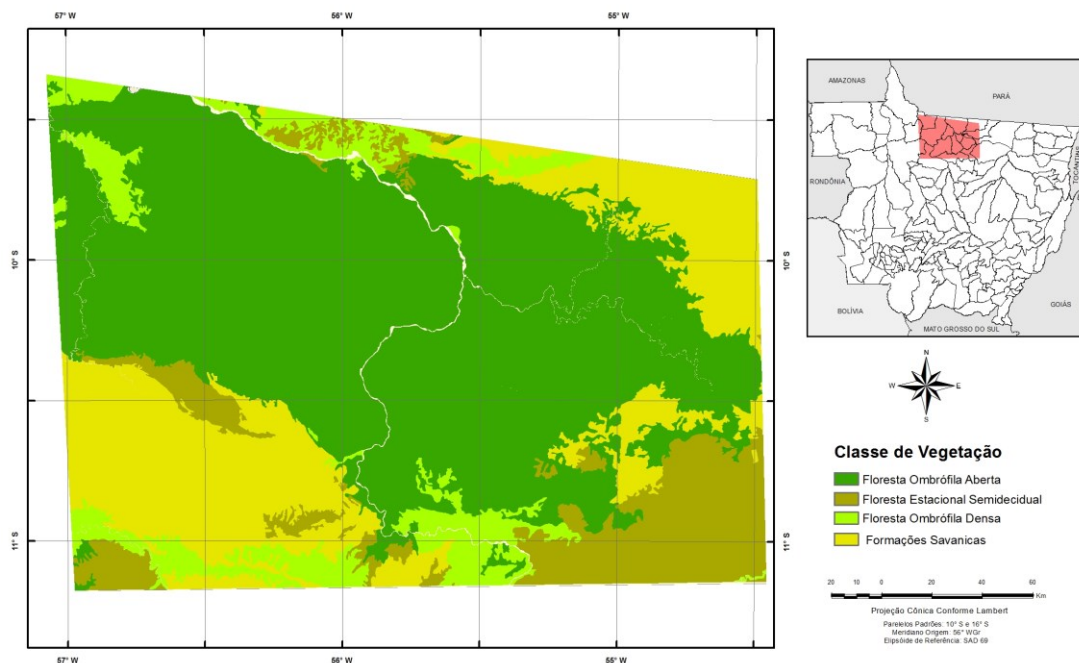 57° W
56° W
55° W
10° S
10° S
11° S
11° S
57° W
56° W
55° W
AMAZONAS
PARÁ
RONDÔNIA
TOCANTINS
BOLÍVIA
GOIÁS
MATO GROSSO DO SUL
N
W
E
S
Classe de Vegetação
Floresta Ombrófila Aberta
Floresta Estacional Semidecidual
Floresta Ombrófila Densa
Formações Savanicas
20 10 0 20 40 60
Km
Projeção Cônica Conforme Lambert
Parelelos Padrões: 10° S e 16° S
Meridiano Origem: 56° WGr
Elipsóide de Referência: SAD 69